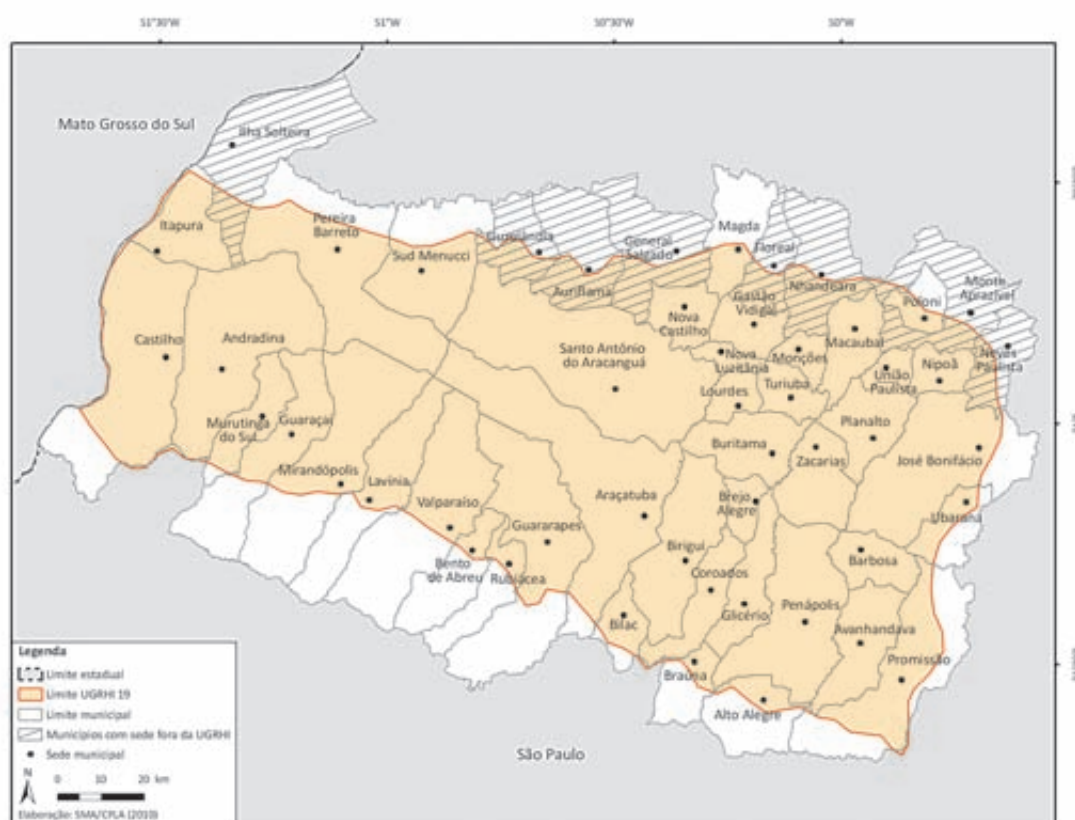 51°30'W
51°W
50°30'W
50°W
Mato Grosso do Sul
Ilha Solteira
Itapura
Pereira
Barreto
Sud Menucci
Guzolândia
General
Salgado
Magda
Floreal
Auriflama
Nhandeara
Monte
Aprazível
Poloni
Gastão
Vidigal
Nova
Castilho
Macaubal
Neves
Paulista
Castilho
Andradina
Santo Antônio
do Aracanguá
Nova
Luzitânia
Monções
União
Paulista
Nipoã
Lourdes
Turiuba
Murutinga
do Sul
Guaraçaí
Planalto
Buritama
Zacarias
José Bonifácio
Mirandópolis
Lavínia
Valparaíso
Araçatuba
Brejo
Alegre
Ubarana
Guararapes
Bento
de Abreu
Rubiácea
Birigui
Coroados
Barbosa
Glicério
Penápolis
Bilac
Avanhandava
Promissão
Braúna
Alto Alegre
São Paulo
Legenda
Limite estadual
Limite UGRHI 19
Limite municipal
Municípios com sede fora da UGRHI
Sede municipal
N
0 10 20 km
Elaboração: SMA/CPLA (2010)